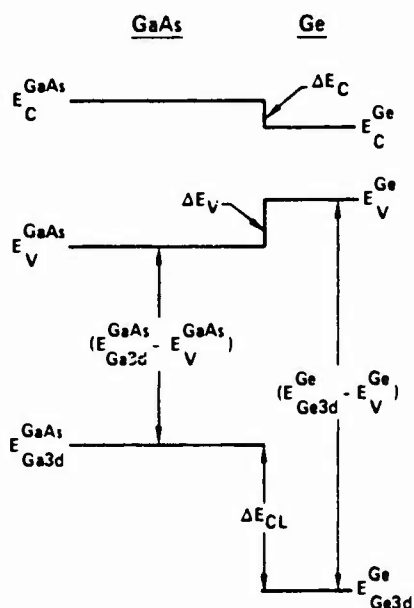 GaAs Ge
E_C^GaAs
ΔE_C
E_C^Ge
ΔE_V
E_V^Ge
E_V^GaAs
(E_Ga3d^GaAs - E_V^GaAs)
(E_Ge3d^Ge - E_V^Ge)
E_Ga3d^GaAs
ΔE_CL
E_Ge3d^Ge